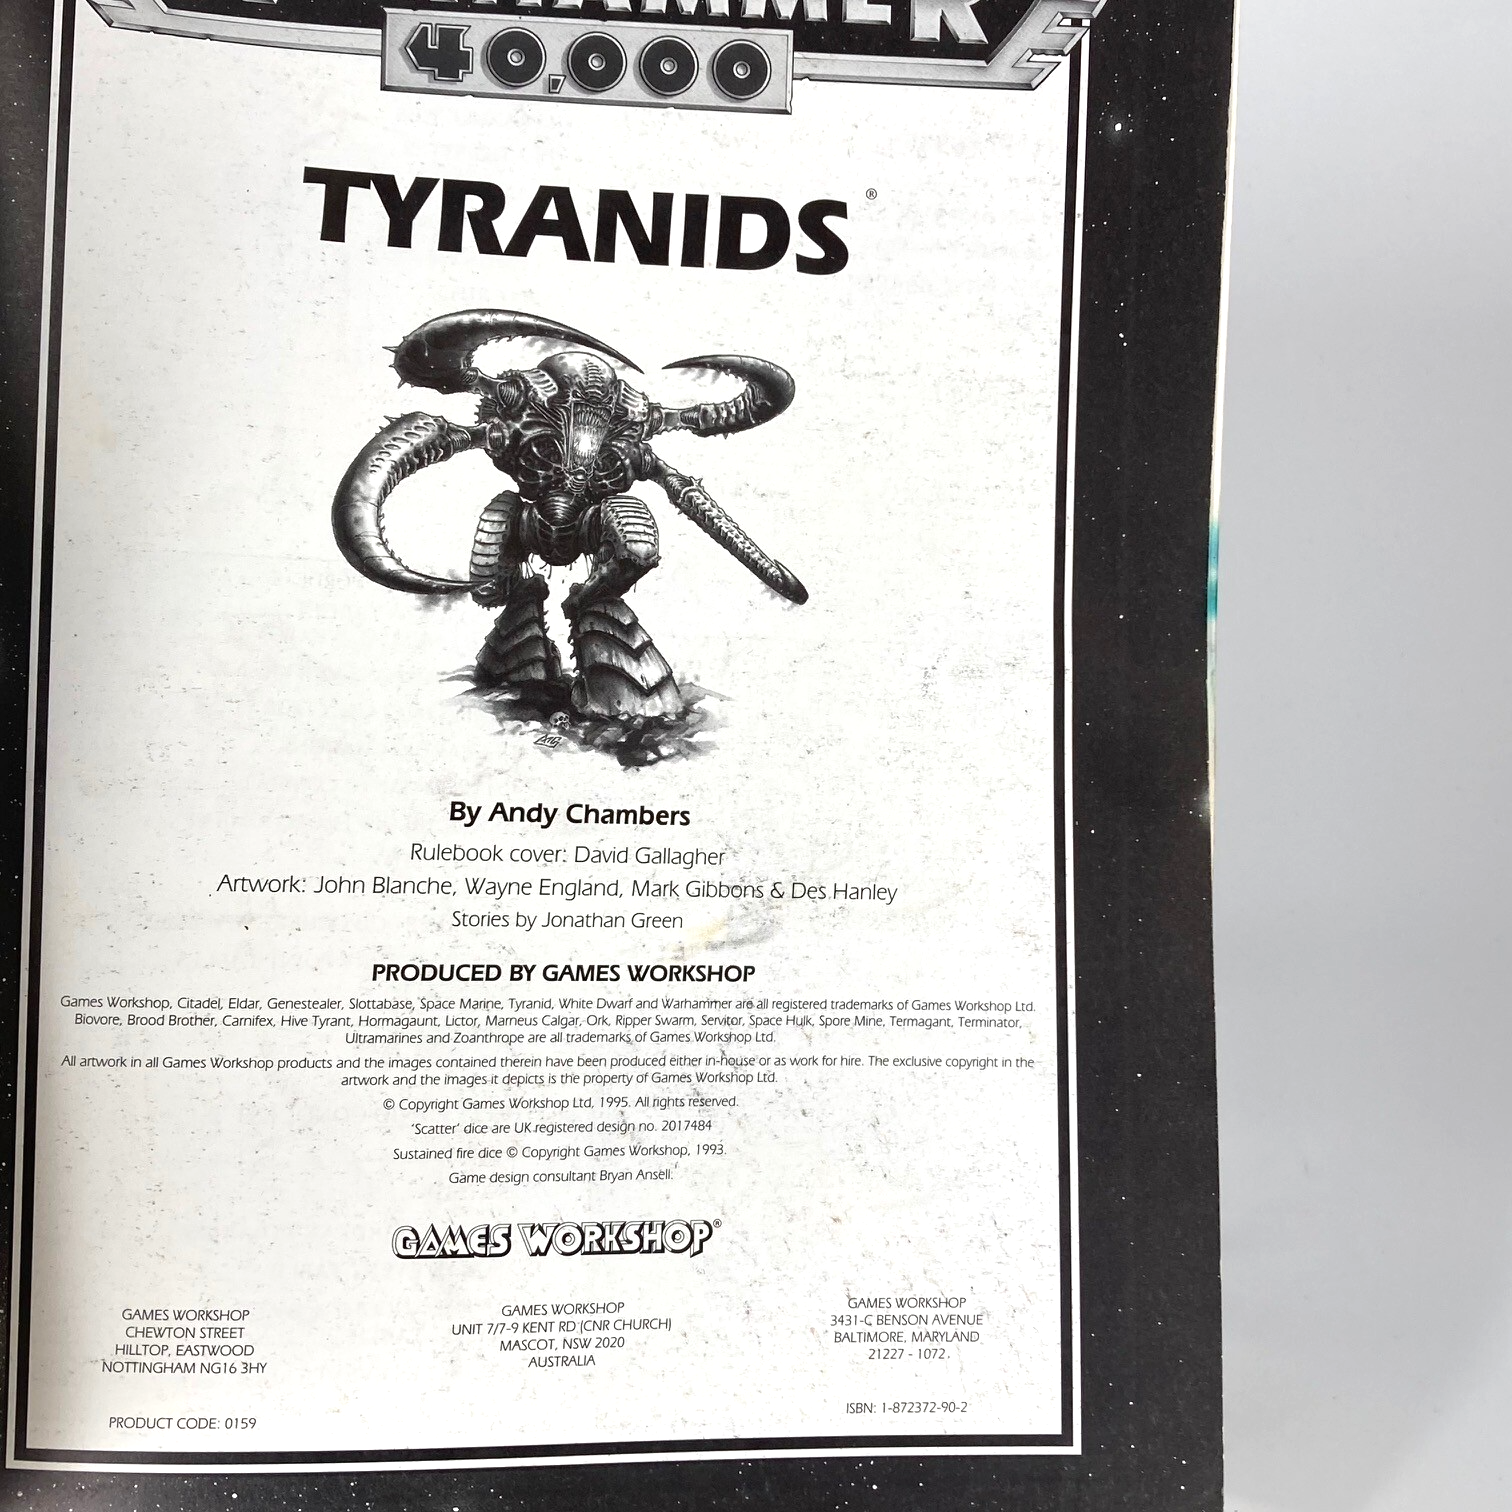 40,000
TYRANIDS ®
By Andy Chambers
Rulebook cover: David Gallagher
Artwork: John Blanche, Wayne England, Mark Gibbons & Des Hanley
Stories by Jonathan Green
PRODUCED BY GAMES WORKSHOP
Games Workshop, Citadel, Eldar, Genestealer, Slottabase, Space Marine, Tyranid, White Dwarf and Warhammer are all registered trademarks of Games Workshop Ltd.
Biovore, Brood Brother, Carnifex, Hive Tyrant, Hormagaunt, Lictor, Marneus Calgar, Ork, Ripper Swarm, Servitor, Space Hulk, Spore Mine, Termagant, Terminator,
Ultramarines and Zoanthrope are all trademarks of Games Workshop Ltd.
All artwork in all Games Workshop products and the images contained therein have been produced either in-house or as work for hire. The exclusive copyright in the
artwork and the images it depicts is the property of Games Workshop Ltd.
© Copyright Games Workshop Ltd, 1995. All rights reserved.
'Scatter' dice are UK registered design no. 2017484
Sustained fire dice © Copyright Games Workshop, 1993.
Game design consultant Bryan Ansell.
GAMES WORKSHOP®
GAMES WORKSHOP
CHEWTON STREET
HILLTOP, EASTWOOD
NOTTINGHAM NG16 3HY
GAMES WORKSHOP
UNIT 7/7-9 KENT RD (CNR CHURCH)
MASCOT, NSW 2020
AUSTRALIA
GAMES WORKSHOP
3431-C BENSON AVENUE
BALTIMORE, MARYLAND
21227 - 1072.
PRODUCT CODE: 0159
ISBN: 1-872372-90-2